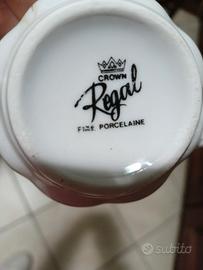 CROWN
Regal
FINE PORCELAINE
subito